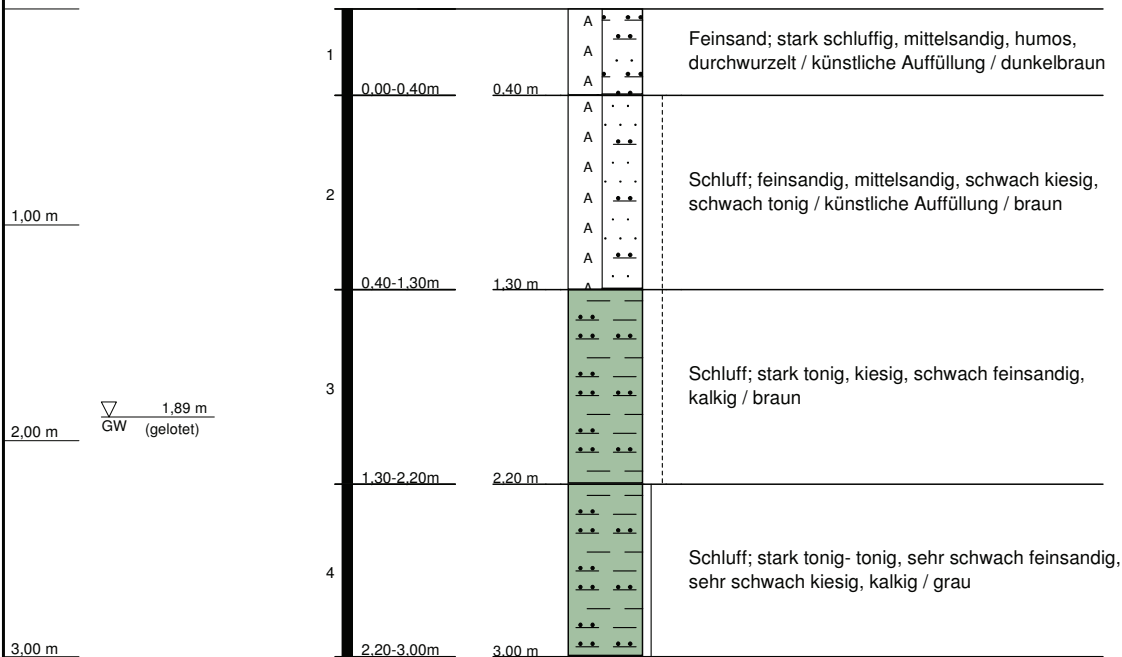 1
A
A
A
Feinsand; stark schluffig, mittelsandig, humos,
durchwurzelt / künstliche Auffüllung / dunkelbraun
0,00-0,40m 0,40 m
2
A
A
A
A
A
A
A
Schluff; feinsandig, mittelsandig, schwach kiesig,
schwach tonig / künstliche Auffüllung / braun
1,00 m
0,40-1,30m 1,30 m
3
Schluff; stark tonig, kiesig, schwach feinsandig,
kalkig / braun
1,89 m
GW (gelotet)
2,00 m
1,30-2,20m 2,20 m
4
Schluff; stark tonig- tonig, sehr schwach feinsandig,
sehr schwach kiesig, kalkig / grau
3,00 m 2,20-3,00m 3,00 m